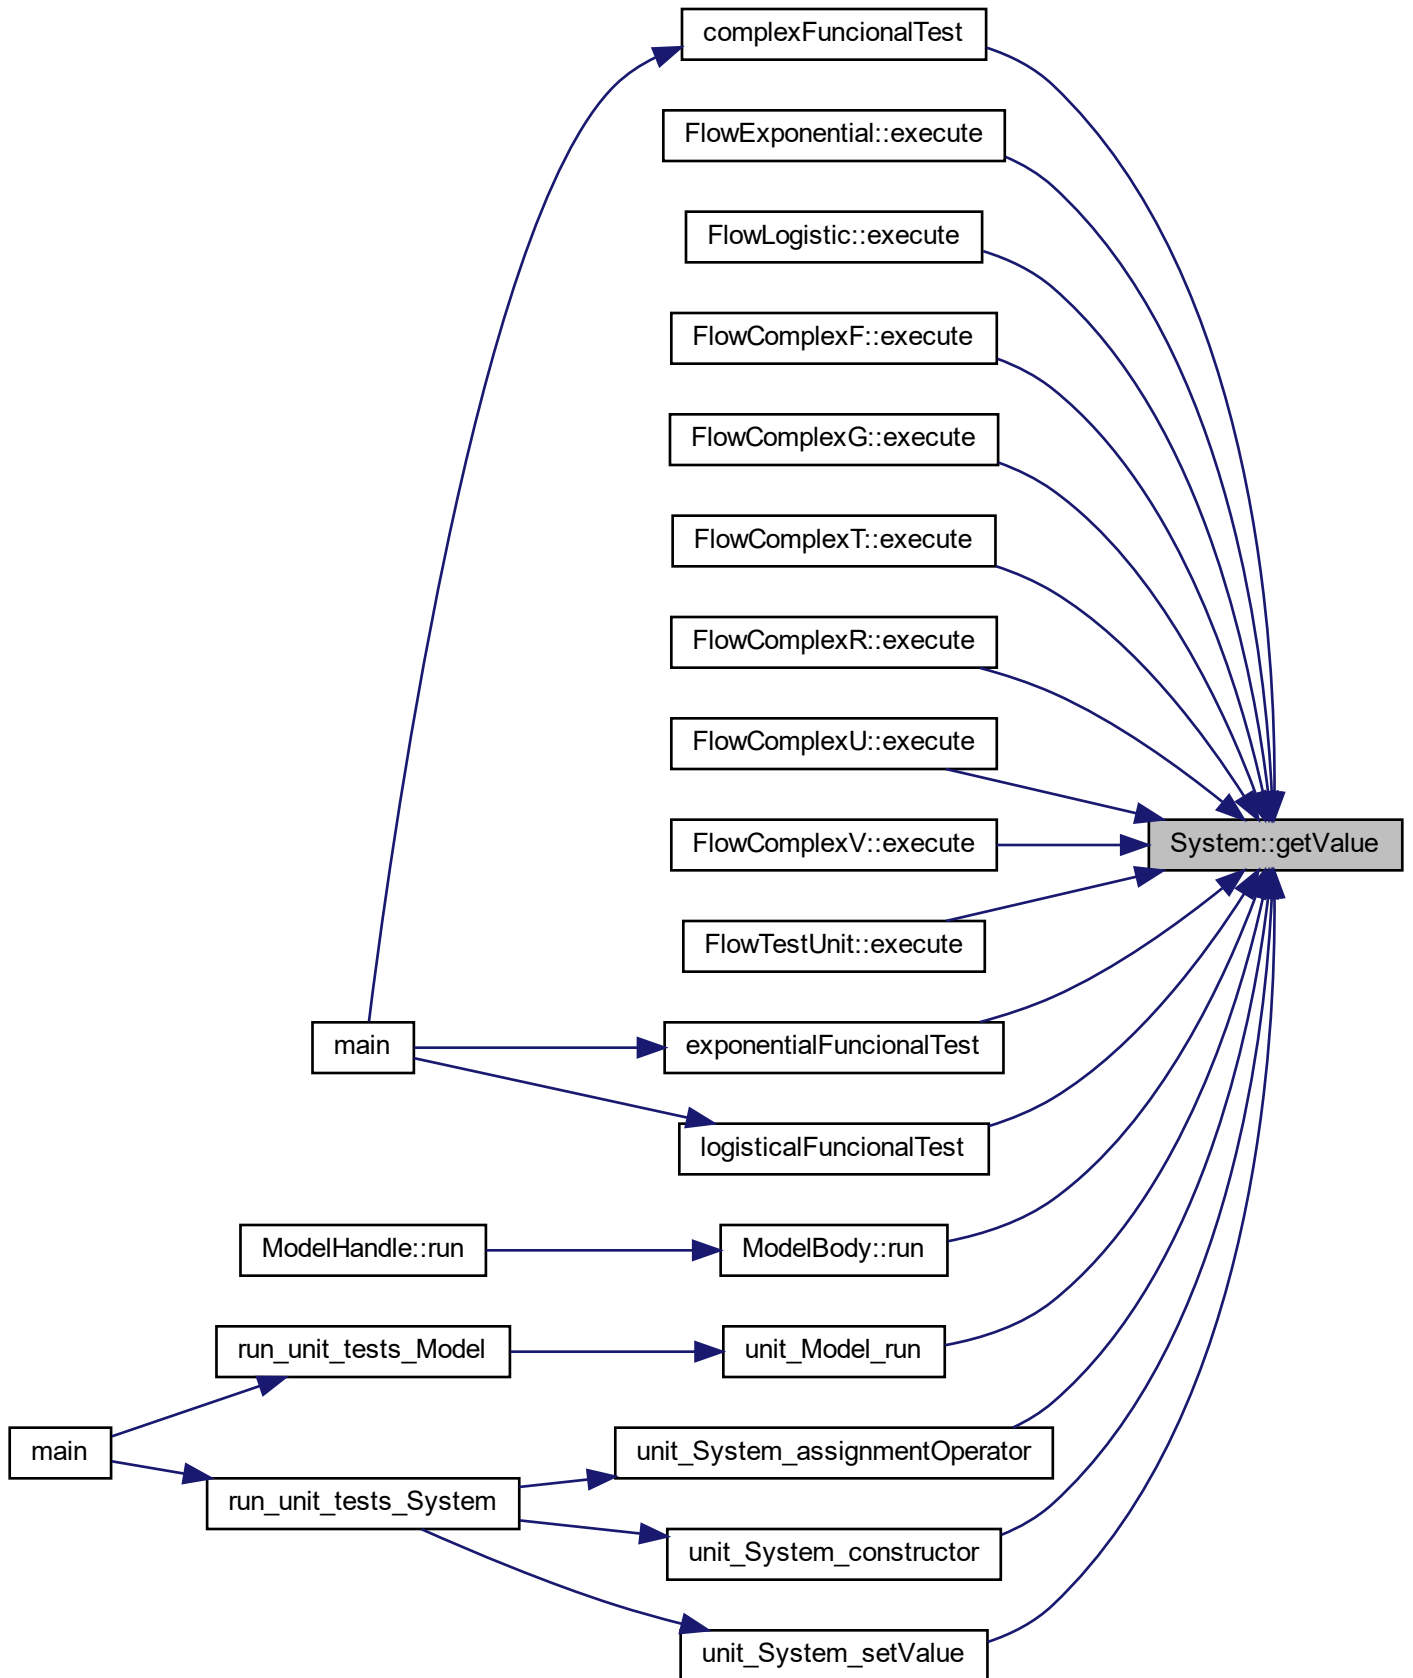 complexFuncionalTest
FlowExponential::execute
FlowLogistic::execute
FlowComplexF::execute
FlowComplexG::execute
FlowComplexT::execute
FlowComplexR::execute
FlowComplexU::execute
System::getValue
FlowComplexV::execute
FlowTestUnit::execute
main
exponentialFuncionalTest
logisticalFuncionalTest
ModelHandle::run
ModelBody::run
run_unit_tests_Model
unit_Model_run
main
unit_System_assignmentOperator
run_unit_tests_System
unit_System_constructor
unit_System_setValue